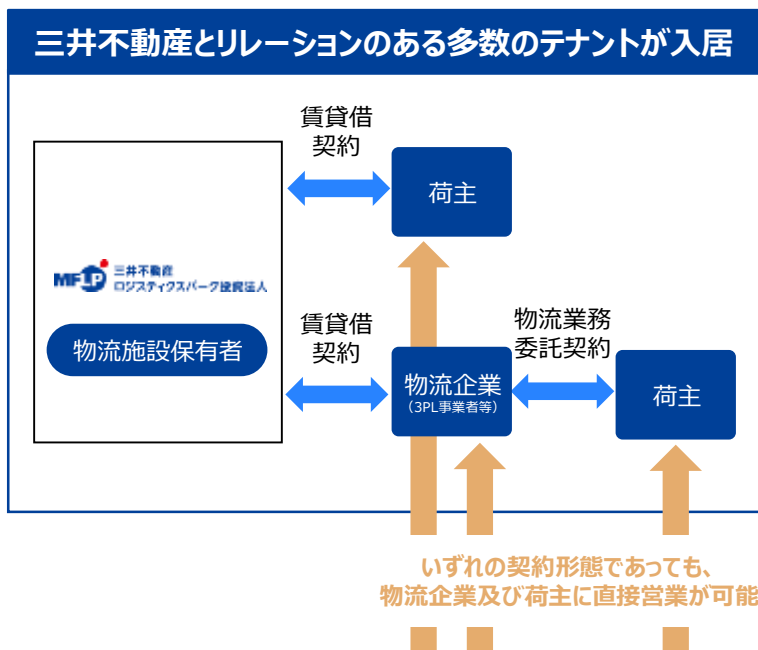 三井不動産とリレーションのある多数のテナントが入居
賃貸借
契約
荷主
MFLP
三井不動産
ロジスティクスパーク投資法人
物流施設保有者
賃貸借
契約
物流企業
(3PL事業者等)
物流業務
委託契約
荷主
いずれの契約形態であっても、
物流企業及び荷主に直接営業が可能